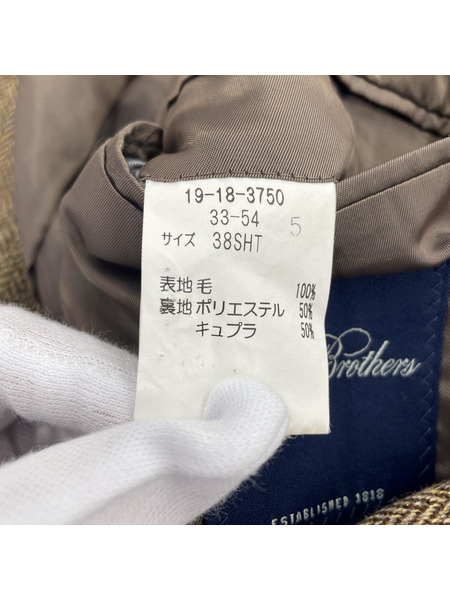 19-18-3750
33-54 5
サイズ 38SHT
表地 毛 100%
裏地 ポリエステル 50%
キュプラ 50%
Brothers
ESTABLISHED 1818